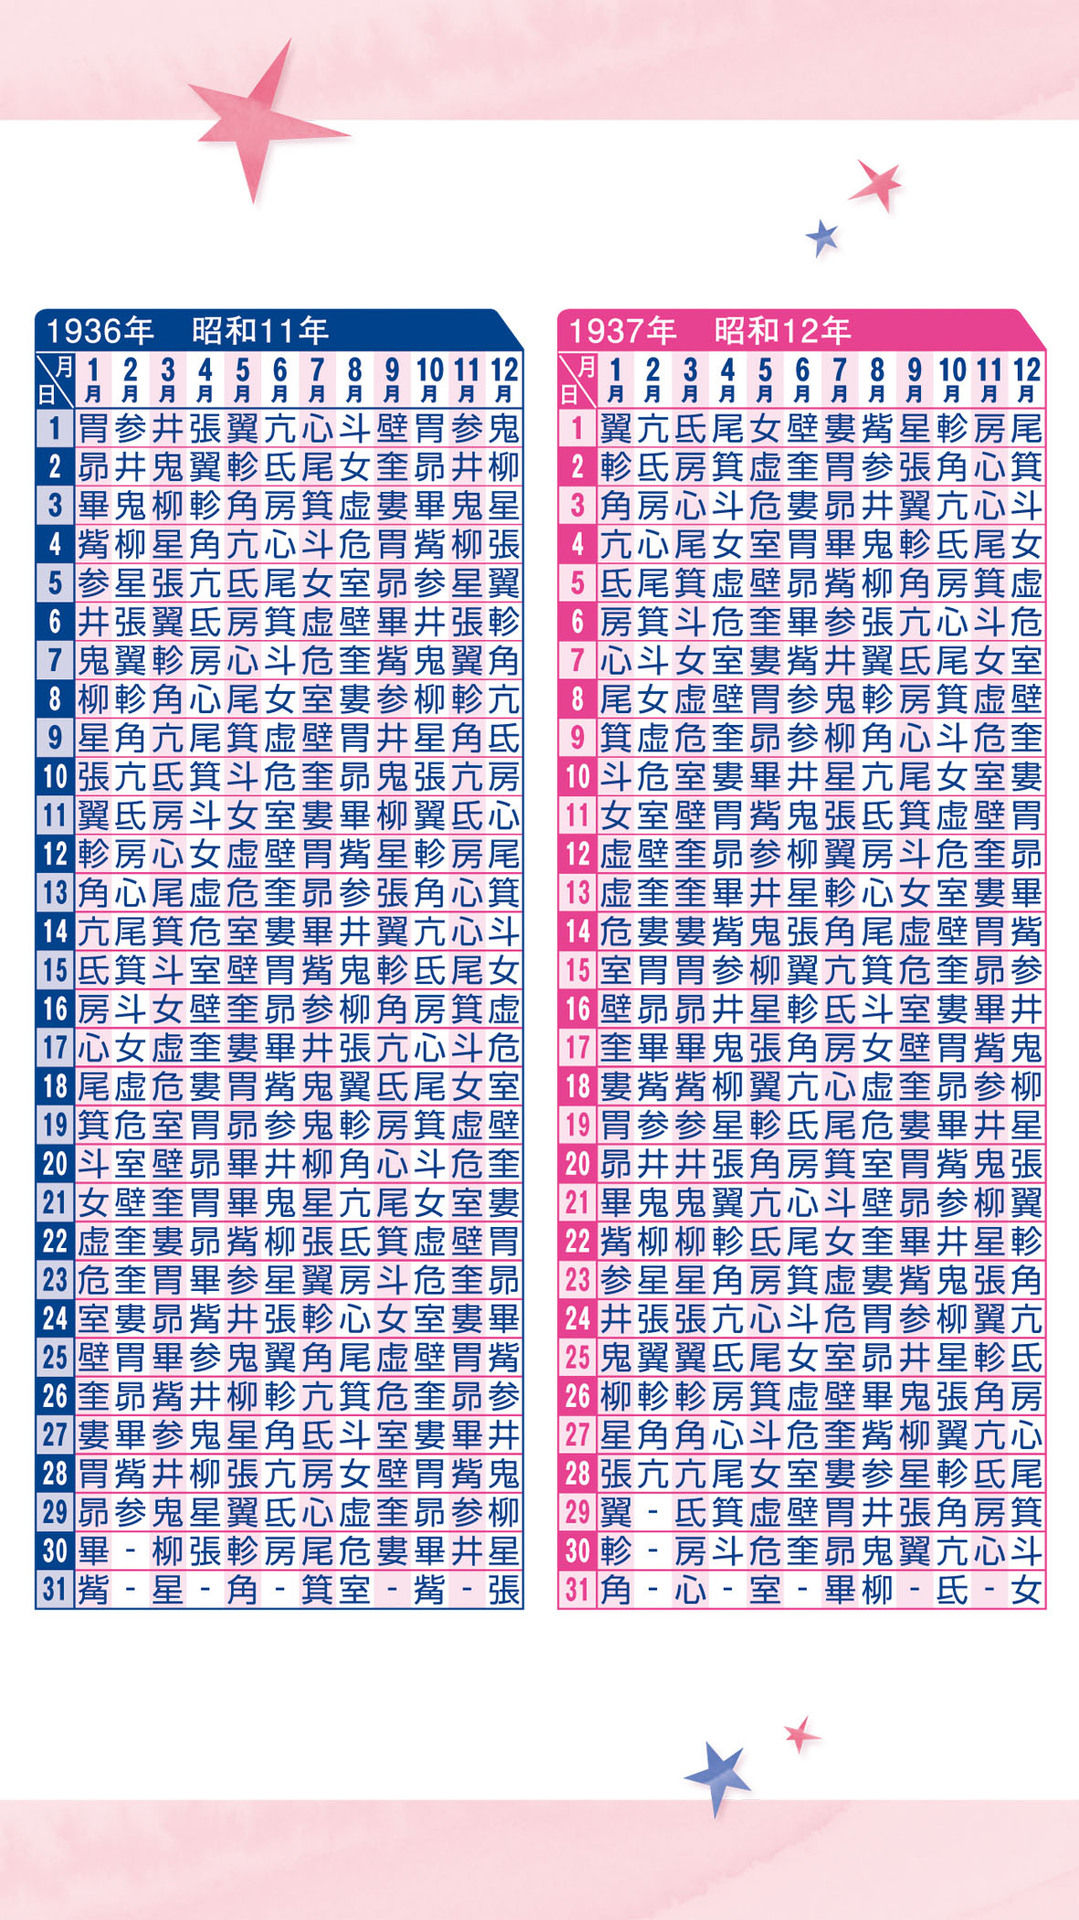 1936年 昭和11年
月 日 1月 2月 3月 4月 5月 6月 7月 8月 9月 10月 11月 12月
1 胃 参 井 張 翼 亢 心 斗 壁 胃 参 鬼
2 昴 井 鬼 翼 軫 氐 尾 女 奎 昴 井 柳
3 畢 鬼 柳 軫 角 房 箕 虚 婁 畢 鬼 星
4 觜 柳 星 角 亢 心 斗 危 胃 觜 柳 張
5 参 星 張 亢 氐 尾 女 室 昴 参 星 翼
6 井 張 翼 氐 房 箕 虚 壁 畢 井 張 軫
7 鬼 翼 軫 房 心 斗 危 奎 觜 鬼 翼 角
8 柳 軫 角 心 尾 女 室 婁 参 柳 軫 亢
9 星 角 亢 尾 箕 虚 壁 胃 井 星 角 氐
10 張 亢 氐 箕 斗 危 奎 昴 鬼 張 亢 房
11 翼 氐 房 斗 女 室 婁 畢 柳 翼 氐 心
12 軫 房 心 女 虚 壁 胃 觜 星 軫 房 尾
13 角 心 尾 虚 危 奎 昴 参 張 角 心 箕
14 亢 尾 箕 危 室 婁 畢 井 翼 亢 心 斗
15 氐 箕 斗 室 壁 胃 觜 鬼 軫 氐 尾 女
16 房 斗 女 壁 奎 昴 参 柳 角 房 箕 虚
17 心 女 虚 奎 婁 畢 井 張 亢 心 斗 危
18 尾 虚 危 婁 胃 觜 鬼 翼 氐 尾 女 室
19 箕 危 室 胃 昴 参 鬼 軫 房 箕 虚 壁
20 斗 室 壁 昴 畢 井 柳 角 心 斗 危 奎
21 女 壁 奎 胃 畢 鬼 星 亢 尾 女 室 婁
22 虚 奎 婁 昴 觜 柳 張 氐 箕 虚 壁 胃
23 危 奎 胃 畢 参 星 翼 房 斗 危 奎 昴
24 室 婁 昴 觜 井 張 軫 心 女 室 婁 畢
25 壁 胃 畢 参 鬼 翼 角 尾 虚 壁 胃 觜
26 奎 昴 觜 井 柳 軫 亢 箕 危 奎 昴 参
27 婁 畢 参 鬼 星 角 氐 斗 室 婁 畢 井
28 胃 觜 井 柳 張 亢 房 女 壁 胃 觜 鬼
29 昴 参 鬼 星 翼 氐 心 虚 奎 昴 参 柳
30 畢 - 柳 張 軫 房 尾 危 婁 畢 井 星
31 觜 - 星 - 角 - 箕 室 - 觜 - 張
1937年 昭和12年
月 日 1月 2月 3月 4月 5月 6月 7月 8月 9月 10月 11月 12月
1 翼 亢 氐 尾 女 壁 婁 觜 星 軫 房 尾
2 軫 氐 房 箕 虚 奎 胃 参 張 角 心 箕
3 角 房 心 斗 危 婁 昴 井 翼 亢 心 斗
4 亢 心 尾 女 室 胃 畢 鬼 軫 氐 尾 女
5 氐 尾 箕 虚 壁 昴 觜 柳 角 房 箕 虚
6 房 箕 斗 危 奎 畢 参 張 亢 心 斗 危
7 心 斗 女 室 婁 觜 井 翼 氐 尾 女 室
8 尾 女 虚 壁 胃 参 鬼 軫 房 箕 虚 壁
9 箕 虚 危 奎 昴 参 柳 角 心 斗 危 奎
10 斗 危 室 婁 畢 井 星 亢 尾 女 室 婁
11 女 室 壁 胃 觜 鬼 張 氐 箕 虚 壁 胃
12 虚 壁 奎 昴 参 柳 翼 房 斗 危 奎 昴
13 虚 奎 奎 畢 井 星 軫 心 女 室 婁 畢
14 危 婁 婁 觜 鬼 張 角 尾 虚 壁 胃 觜
15 室 胃 胃 参 柳 翼 亢 箕 危 奎 昴 参
16 壁 昴 昴 井 星 軫 氐 斗 室 婁 畢 井
17 奎 畢 畢 鬼 張 角 房 女 壁 胃 觜 鬼
18 婁 觜 觜 柳 翼 亢 心 虚 奎 昴 参 柳
19 胃 参 参 星 軫 氐 尾 危 婁 畢 井 星
20 昴 井 井 張 角 房 箕 室 胃 觜 鬼 張
21 畢 鬼 鬼 翼 亢 心 斗 壁 昴 参 柳 翼
22 觜 柳 柳 軫 氐 尾 女 奎 畢 井 星 軫
23 参 星 星 角 房 箕 虚 婁 觜 鬼 張 角
24 井 張 張 亢 心 斗 危 胃 参 柳 翼 亢
25 鬼 翼 翼 氐 尾 女 室 昴 井 星 軫 氐
26 柳 軫 軫 房 箕 虚 壁 畢 鬼 張 角 房
27 星 角 角 心 斗 危 奎 觜 柳 翼 亢 心
28 張 亢 亢 尾 女 室 婁 参 星 軫 氐 尾
29 翼 - 氐 箕 虚 壁 胃 井 張 角 房 箕
30 軫 - 房 斗 危 奎 昴 鬼 翼 亢 心 斗
31 角 - 心 - 室 - 畢 柳 - 氐 - 女